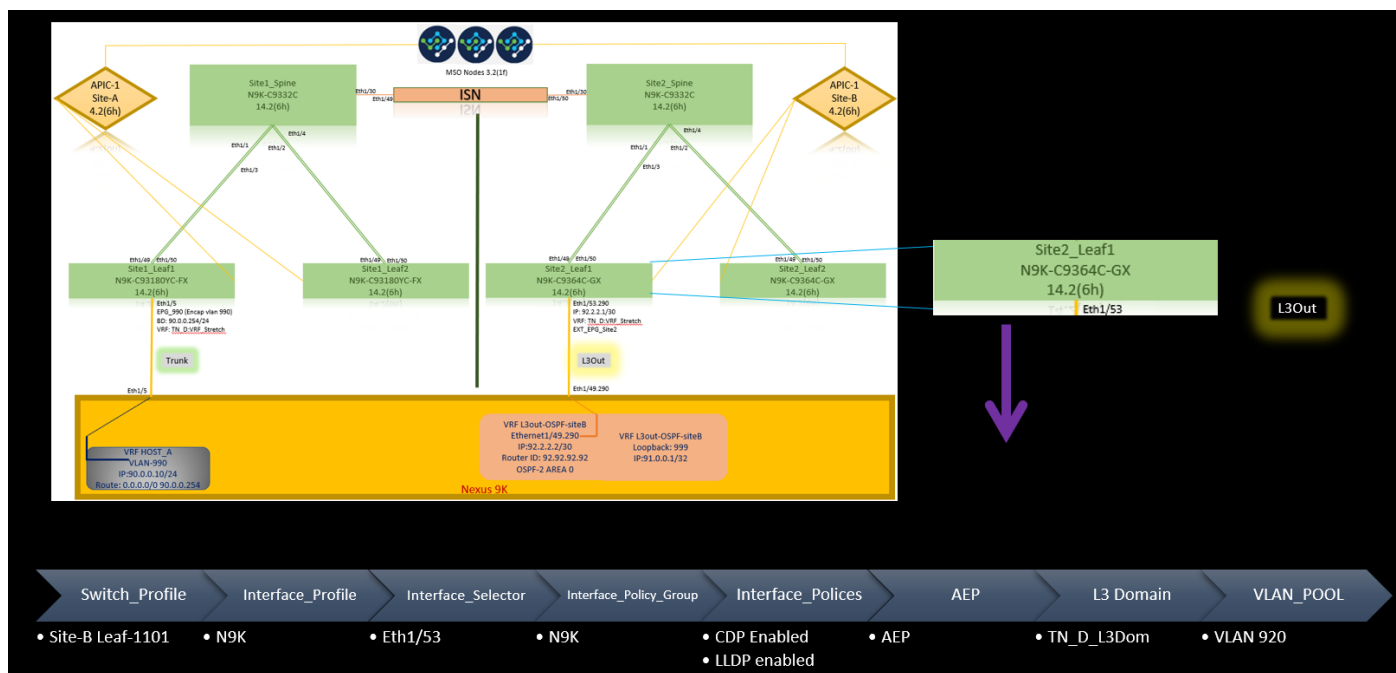 MSO Nodes 3.2(1f)
APIC-1
Site-A
4.2(6h)
Site1_Spine
N9K-C9332C
14.2(6h)
Eth1/30
Eth1/49
ISN
Eth1/30
Eth1/50
Site2_Spine
N9K-C9332C
14.2(6h)
APIC-1
Site-B
4.2(6h)
Eth1/4
Eth1/1
Eth1/2
Eth1/3
Eth1/4
Eth1/1
Eth1/2
Eth1/3
Eth1/49
Eth1/50
Site1_Leaf1
N9K-C93180YC-FX
14.2(6h)
Eth1/49
Eth1/50
Site1_Leaf2
N9K-C93180YC-FX
14.2(6h)
Eth1/49
Eth1/50
Site2_Leaf1
N9K-C9364C-GX
14.2(6h)
Eth1/49
Eth1/50
Site2_Leaf2
N9K-C9364C-GX
14.2(6h)
Eth1/5
EPG_990 (Encap vlan 990)
BD: 90.0.0.254/24
VRF: TN_D:VRF_Stretch
Trunk
Eth1/5
Eth1/53.290
IP: 92.2.2.1/30
VRF: TN_D:VRF_Stretch
EXT_EPG_Site2
L3Out
Eth1/49.290
VRF HOST_A
VLAN-990
IP:90.0.0.10/24
Route: 0.0.0.0/0 90.0.0.254
VRF L3out-OSPF-siteB
Ethernet1/49.290
IP:92.2.2.2/30
Router ID: 92.92.92.92
OSPF-2 AREA 0
VRF L3out-OSPF-siteB
Loopback: 999
IP:91.0.0.1/32
Nexus 9K
Site2_Leaf1
N9K-C9364C-GX
14.2(6h)
Eth1/53
L3Out
Switch_Profile
Interface_Profile
Interface_Selector
Interface_Policy_Group
Interface_Polices
AEP
L3 Domain
VLAN_POOL
• Site-B Leaf-1101
• N9K
• Eth1/53
• N9K
• CDP Enabled
• LLDP enabled
• AEP
• TN_D_L3Dom
• VLAN 920